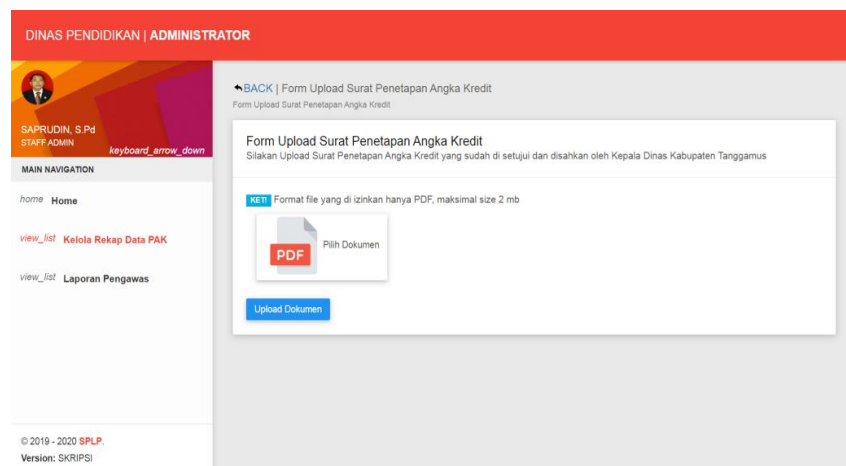 DINAS PENDIDIKAN | ADMINISTRATOR
SAPRUDIN, S.Pd
STAFF ADMIN
keyboard_arrow_down
MAIN NAVIGATION
home Home
view_list Kelola Rekap Data PAK
view_list Laporan Pengawas
© 2019 - 2020 SPLP.
Version: SKRIPSI
BACK | Form Upload Surat Penetapan Angka Kredit
Form Upload Surat Penetapan Angka Kredit
Form Upload Surat Penetapan Angka Kredit
Silakan Upload Surat Penetapan Angka Kredit yang sudah di setujui dan disahkan oleh Kepala Dinas Kabupaten Tanggamus
KET! Format file yang di izinkan hanya PDF, maksimal size 2 mb
PDF Pilih Dokumen
Upload Dokumen